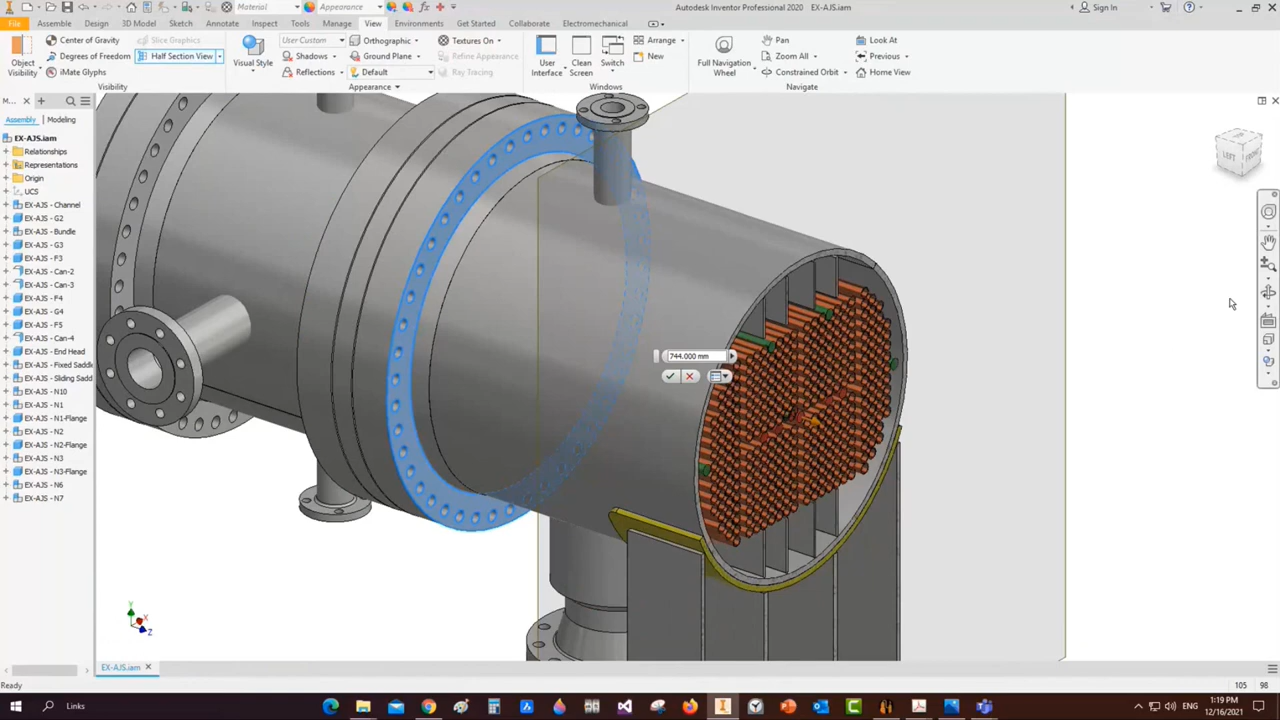 Material
Appearance
Autodesk Inventor Professional 2020
EX-AJS.iam
Sign In
File
Assemble
Design
3D Model
Sketch
Annotate
Inspect
Tools
Manage
View
Environments
Get Started
Collaborate
Electromechanical
Object
Visibility
Center of Gravity
Degrees of Freedom
iMate Glyphs
Slice Graphics
Half Section View
Visibility
Visual Style
User Custom
Shadows
Reflections
Orthographic
Ground Plane
Default
Textures On
Refine Appearance
Ray Tracing
Appearance
User
Interface
Clean
Screen
Switch
Arrange
New
Windows
Full Navigation
Wheel
Pan
Zoom All
Constrained Orbit
Look At
Previous
Home View
Navigate
M...
Assembly
Modeling
EX-AJS.iam
Relationships
Representations
Origin
UCS
EX-AJS - Channel
EX-AJS - G2
EX-AJS - Bundle
EX-AJS - G3
EX-AJS - F3
EX-AJS - Can-2
EX-AJS - Can-3
EX-AJS - F4
EX-AJS - G4
EX-AJS - F5
EX-AJS - Can-4
EX-AJS - End Head
EX-AJS - Fixed Saddl
EX-AJS - Sliding Sadd
EX-AJS - N10
EX-AJS - N1
EX-AJS - N1-Flange
EX-AJS - N2
EX-AJS - N2-Flange
EX-AJS - N3
EX-AJS - N3-Flange
EX-AJS - N6
EX-AJS - N7
LEFT
FRONT
744.000 mm
Y
X
Z
EX-AJS.iam
Ready
105
98
Links
ENG
1:19 PM
12/16/2021